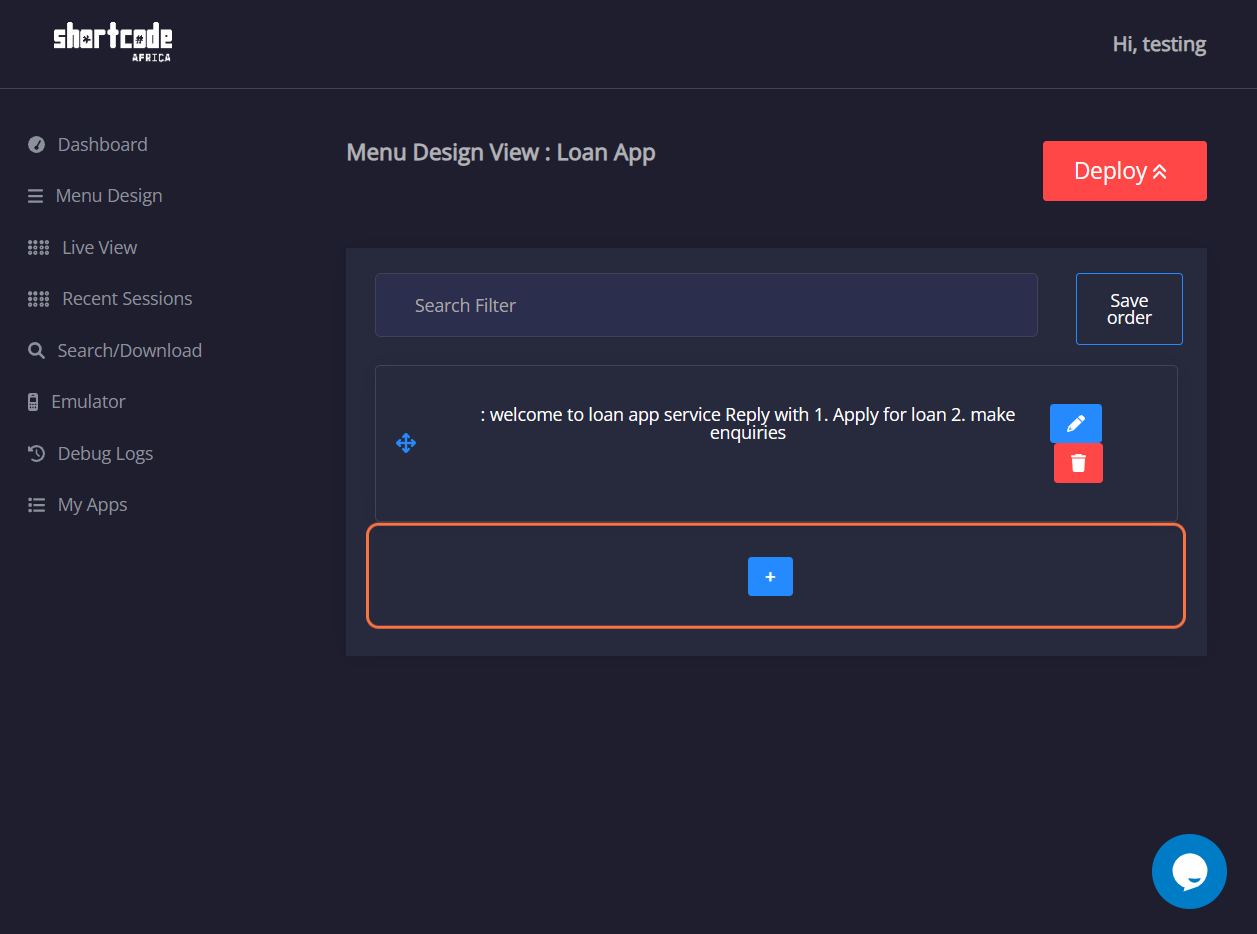 shortcode
AFRICA
Hi, testing
Dashboard
Menu Design
Live View
Recent Sessions
Search/Download
Emulator
Debug Logs
My Apps
Menu Design View : Loan App
Deploy
Search Filter
Save
order
: welcome to loan app service Reply with 1. Apply for loan 2. make
enquiries
+